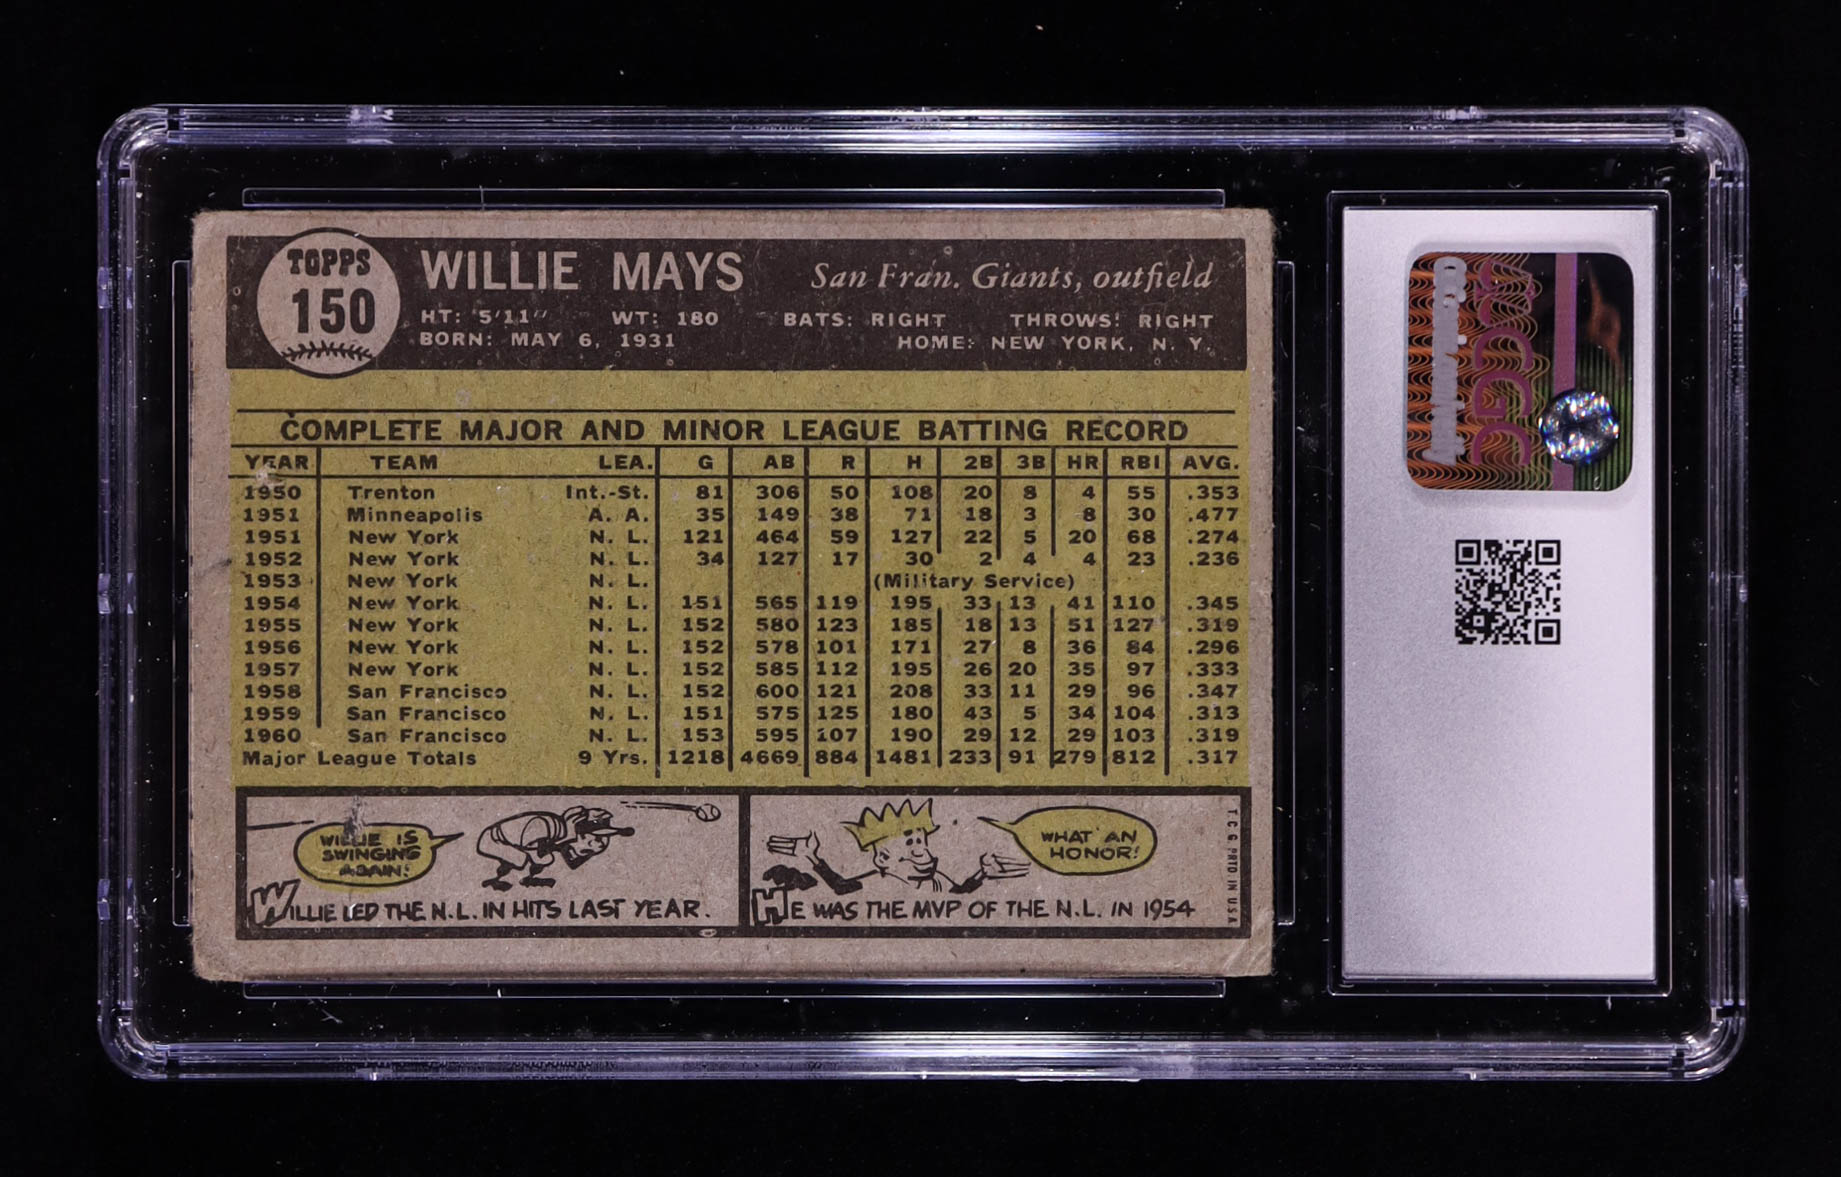 TOPPS
150
WILLIE MAYS
San Fran. Giants, outfield
HT: 5'11" WT: 180 BATS: RIGHT THROWS: RIGHT
BORN: MAY 6, 1931 HOME: NEW YORK, N. Y.
COMPLETE MAJOR AND MINOR LEAGUE BATTING RECORD
YEAR TEAM LEA. G AB R H 2B 3B HR RBI AVG.
1950 Trenton Int.-St. 81 306 50 108 20 8 4 55 .353
1951 Minneapolis A. A. 35 149 38 71 18 3 8 30 .477
1951 New York N. L. 121 464 59 127 22 5 20 68 .274
1952 New York N. L. 34 127 17 30 2 4 4 23 .236
1953 New York N. L. (Military Service)
1954 New York N. L. 151 565 119 195 33 13 41 110 .345
1955 New York N. L. 152 580 123 185 18 13 51 127 .319
1956 New York N. L. 152 578 101 171 27 8 36 84 .296
1957 New York N. L. 152 585 112 195 26 20 35 97 .333
1958 San Francisco N. L. 152 600 121 208 33 11 29 96 .347
1959 San Francisco N. L. 151 575 125 180 43 5 34 104 .313
1960 San Francisco N. L. 153 595 107 190 29 12 29 103 .319
Major League Totals 9 Yrs. 1218 4669 884 1481 233 91 279 812 .317
WILLIE IS
SWINGING
AGAIN!
WILLIE LED THE N.L. IN HITS LAST YEAR.
WHAT AN
HONOR!
HE WAS THE MVP OF THE N.L. IN 1954
T.C.G. PRTD IN USA
CGC